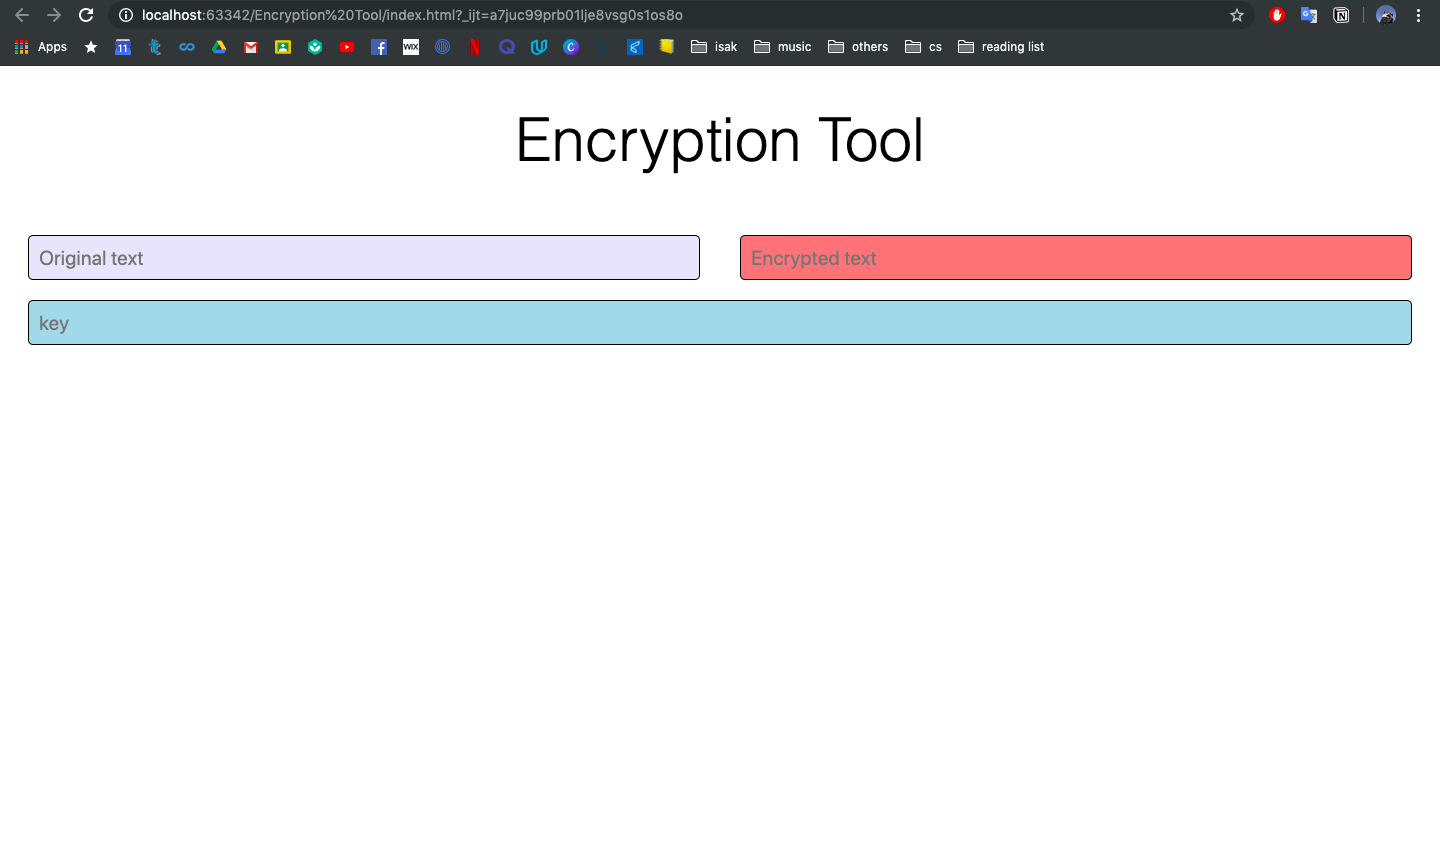 localhost:63342/Encryption%20Tool/index.html?_ijt=a7juc99prb01lje8vsg0s1os8o
Apps 11 WIX isak music others cs reading list
Encryption Tool
Original text Encrypted text
key